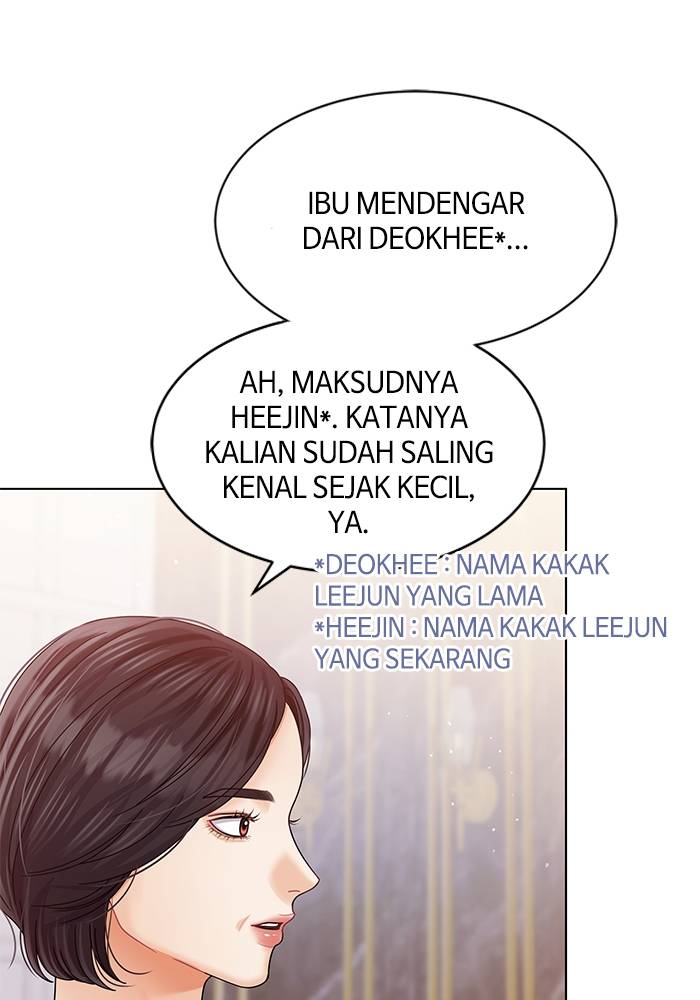 IBU MENDENGAR
DARI DEOKHEE*...
AH, MAKSUDNYA
HEEJIN*. KATANYA
KALIAN SUDAH SALING
KENAL SEJAK KECIL,
YA.
*DEOKHEE : NAMA KAKAK
LEEJUN YANG LAMA
*HEEJIN : NAMA KAKAK LEEJUN
YANG SEKARANG